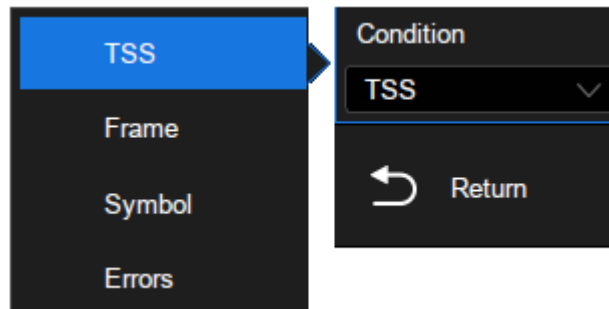 TSS
Frame
Symbol
Errors
Condition
TSS
Return